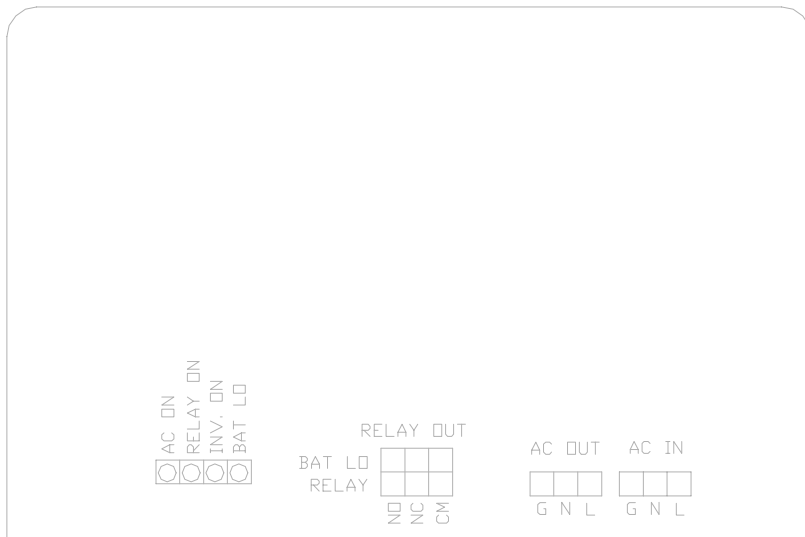 AC ON
RELAY ON
INV. ON
BAT LO
RELAY OUT
BAT LO
RELAY
NO
NC
CM
AC OUT
G N L
AC IN
G N L